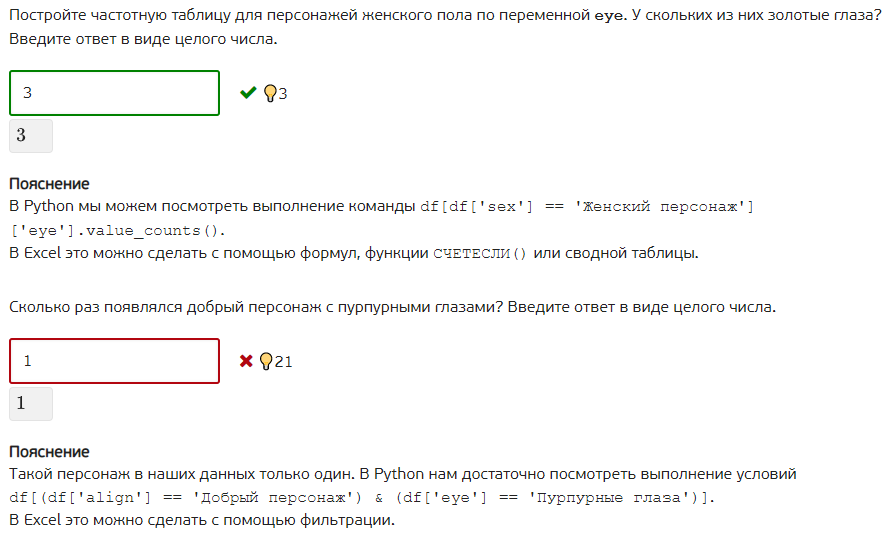 Постройте частотную таблицу для персонажей женского пола по переменной eye. У скольких из них золотые глаза?
Введите ответ в виде целого числа.
3 3
3
Пояснение
В Python мы можем посмотреть выполнение команды df[df['sex'] == 'Женский персонаж']
['eye'].value_counts().
В Excel это можно сделать с помощью формул, функции СЧЕТЕСЛИ() или сводной таблицы.
Сколько раз появлялся добрый персонаж с пурпурными глазами? Введите ответ в виде целого числа.
1 21
1
Пояснение
Такой персонаж в наших данных только один. В Python нам достаточно посмотреть выполнение условий
df[(df['align'] == 'Добрый персонаж') & (df['eye'] == 'Пурпурные глаза')].
В Excel это можно сделать с помощью фильтрации.